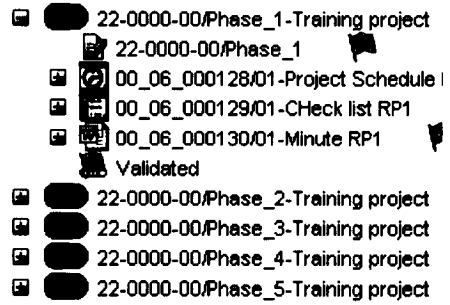 22-0000-00/Phase_1-Training project
22-0000-00/Phase_1
00_06_000128/01-Project Schedule
00_06_000129/01-CHeck list RP1
00_06_000130/01-Minute RP1
Validated
22-0000-00/Phase_2-Training project
22-0000-00/Phase_3-Training project
22-0000-00/Phase_4-Training project
22-0000-00/Phase_5-Training project